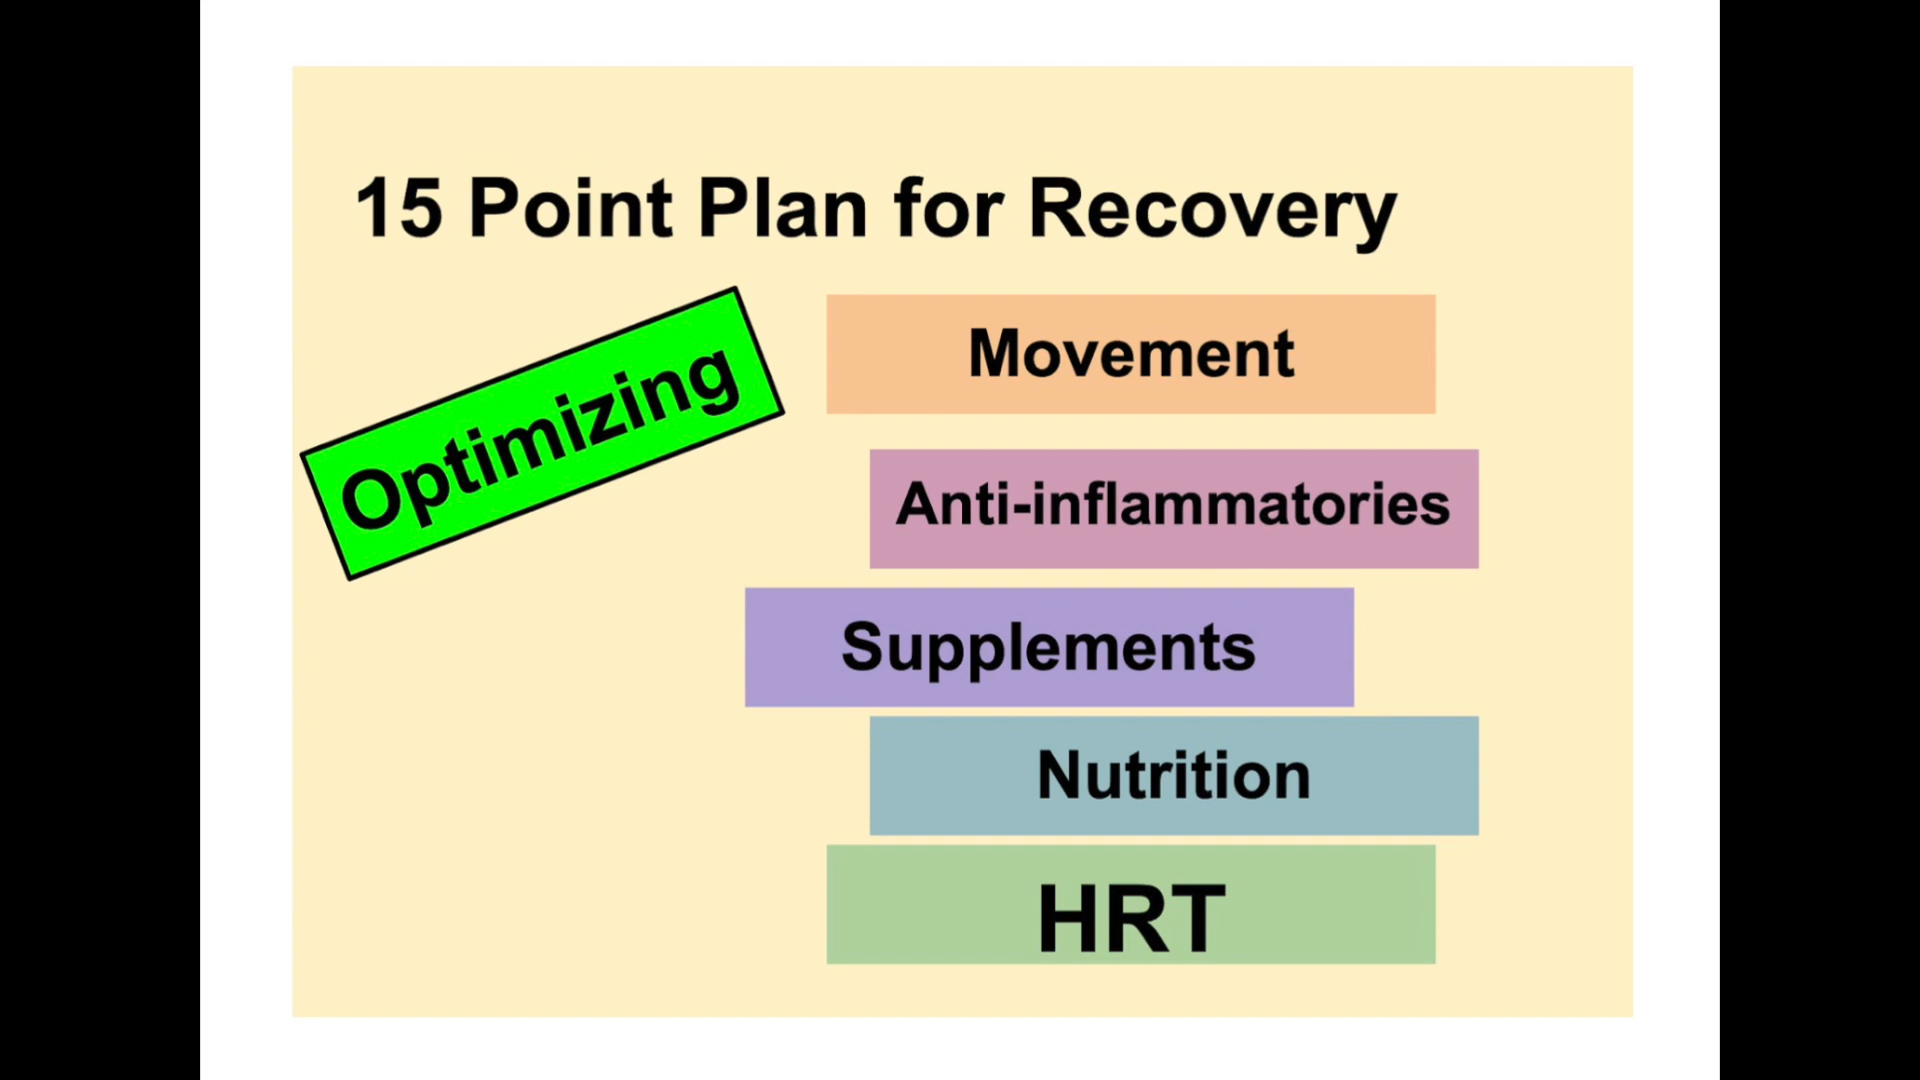 15 Point Plan for Recovery
Optimizing
Movement
Anti-inflammatories
Supplements
Nutrition
HRT